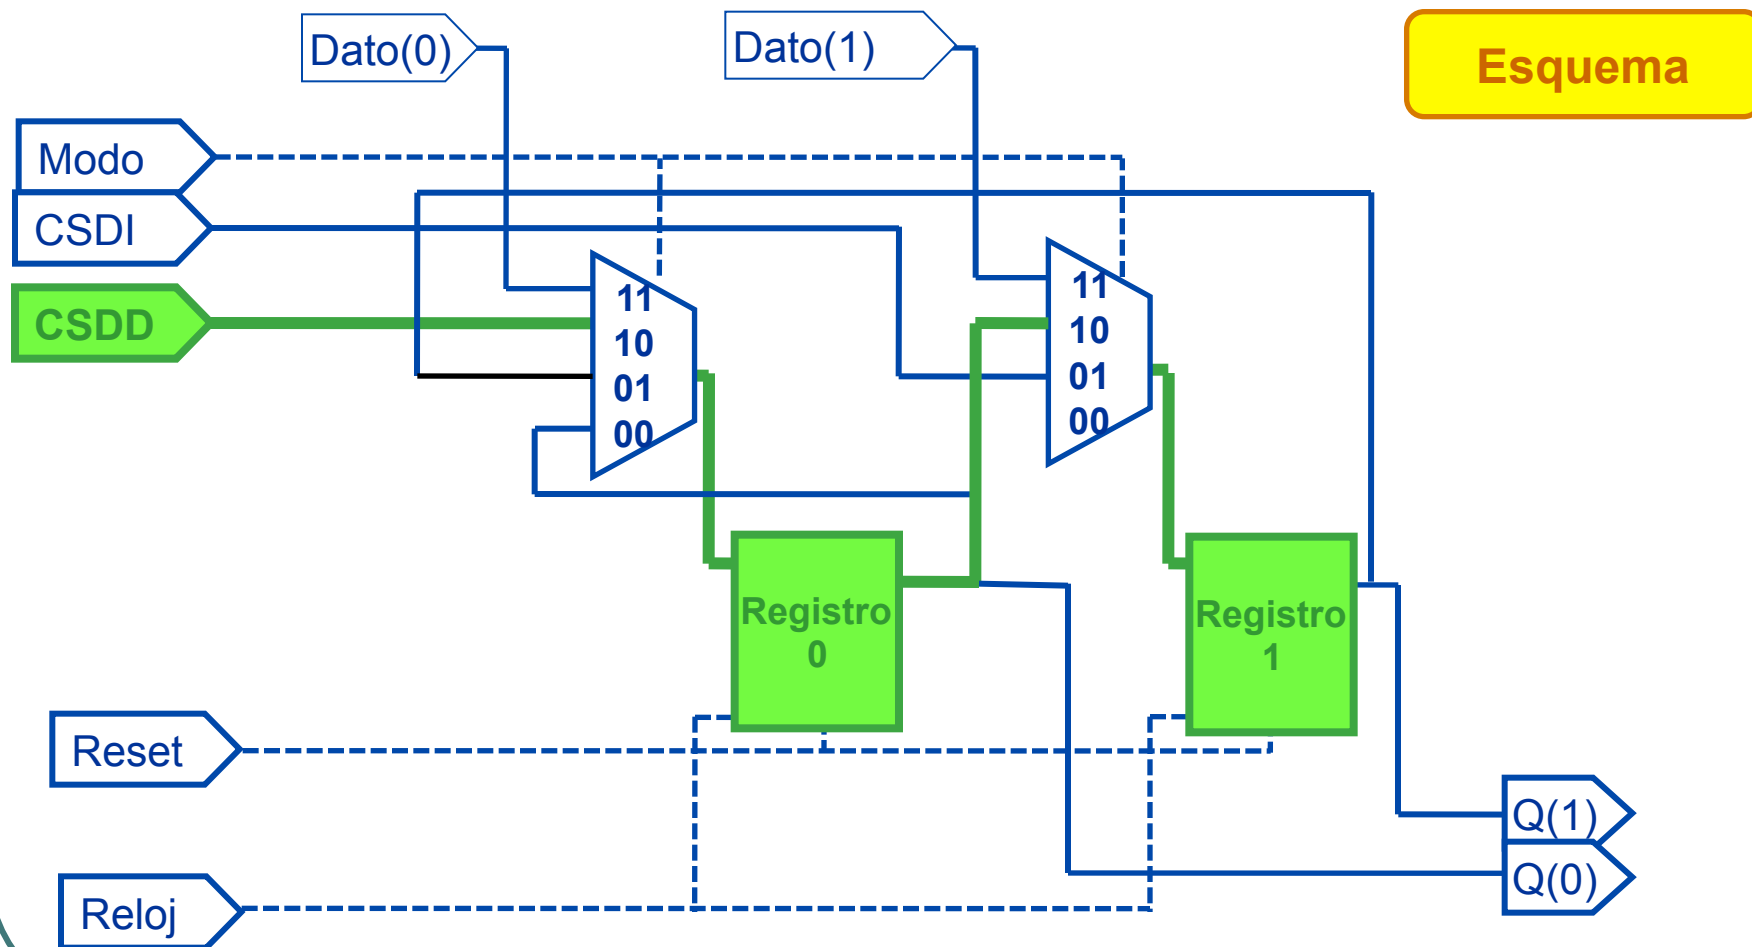 Dato(0)
Dato(1)
Esquema
Modo
CSDI
CSDD
11
10
01
00
11
10
01
00
Registro
0
Registro
1
Reset
Reloj
Q(1)
Q(0)